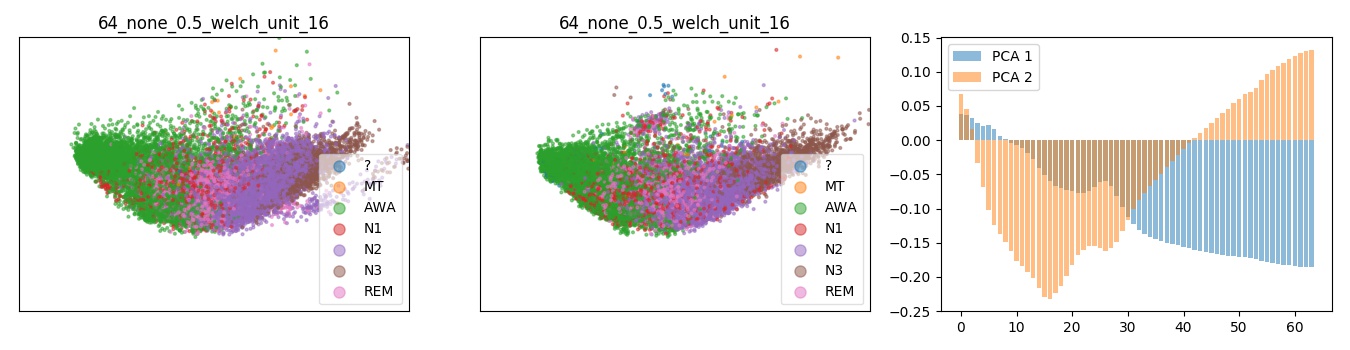 64_none_0.5_welch_unit_16
?
MT
AWA
N1
N2
N3
REM
64_none_0.5_welch_unit_16
?
MT
AWA
N1
N2
N3
REM
PCA 1
PCA 2
0.15
0.10
0.05
0.00
−0.05
−0.10
−0.15
−0.20
−0.25
0 10 20 30 40 50 60